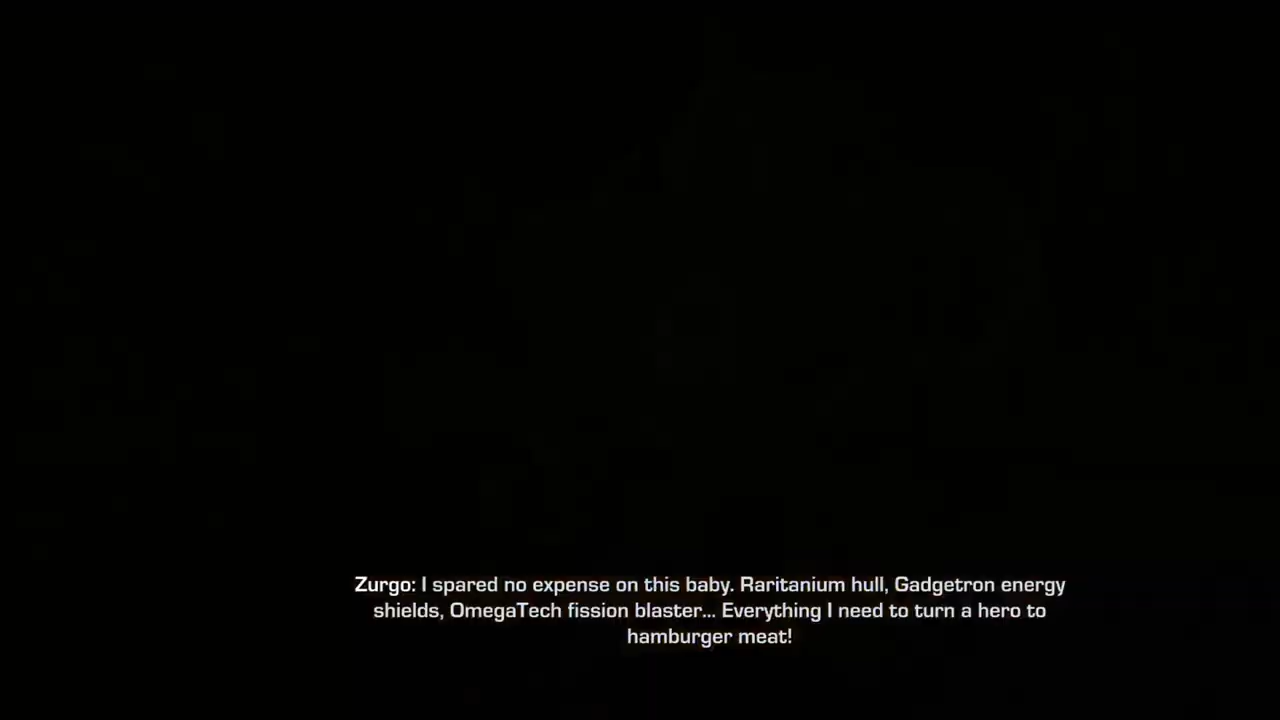 Zurgo: I spared no expense on this baby. Raritanium hull, Gadgetron energy
shields, OmegaTech fission blaster... Everything I need to turn a hero to
hamburger meat!